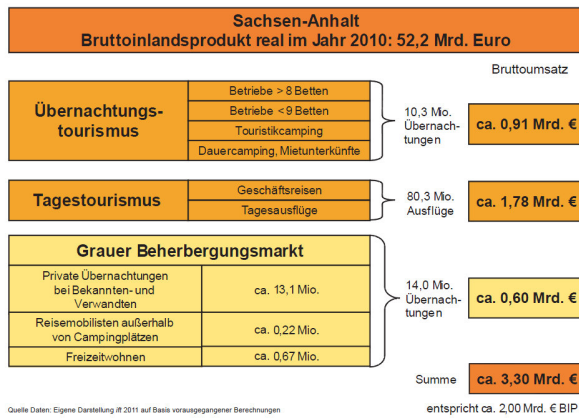 Sachsen-Anhalt
Bruttoinlandsprodukt real im Jahr 2010: 52,2 Mrd. Euro
Bruttoumsatz
Übernachtungs-
tourismus
Betriebe > 8 Betten
Betriebe < 9 Betten
Touristikcamping
Dauercamping, Mietunterkünfte
10,3 Mio.
Übernach-
tungen
ca. 0,91 Mrd. €
Tagestourismus
Geschäftsreisen
Tagesausflüge
80,3 Mio.
Ausflüge
ca. 1,78 Mrd. €
Grauer Beherbergungsmarkt
Private Übernachtungen
bei Bekannten- und
Verwandten
ca. 13,1 Mio.
Reisemobilisten außerhalb
von Campingplätzen
ca. 0,22 Mio.
Freizeitwohnen
ca. 0,67 Mio.
14,0 Mio.
Übernach-
tungen
ca. 0,60 Mrd. €
Summe
ca. 3,30 Mrd. €
entspricht ca. 2,00 Mrd. € BIP
Quelle Daten: Eigene Darstellung ift 2011 auf Basis vorausgegangener Berechnungen